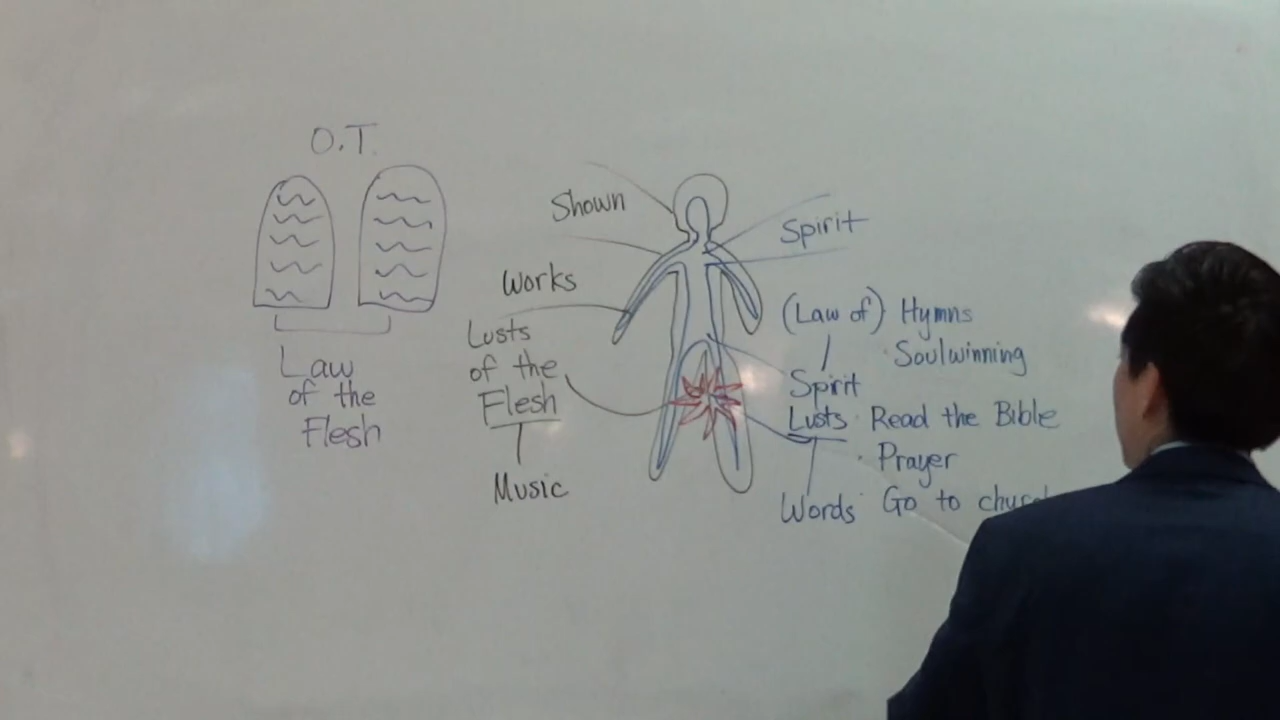 O.T.
Law
of the
Flesh
Shown
Works
Lusts
of the
Flesh
Music
Spirit
(Law of) Hymns
· Soulwinning
Spirit
Lusts · Read the Bible
· Prayer
Words · Go to church